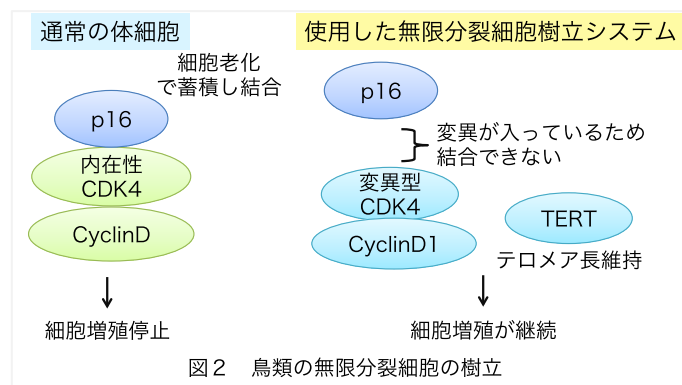 通常の体細胞
細胞老化
で蓄積し結合
p16
内在性
CDK4
CyclinD
細胞増殖停止
使用した無限分裂細胞樹立システム
p16
変異が入っているため
結合できない
変異型
CDK4
CyclinD1
TERT
テロメア長維持
細胞増殖が継続
図2　鳥類の無限分裂細胞の樹立